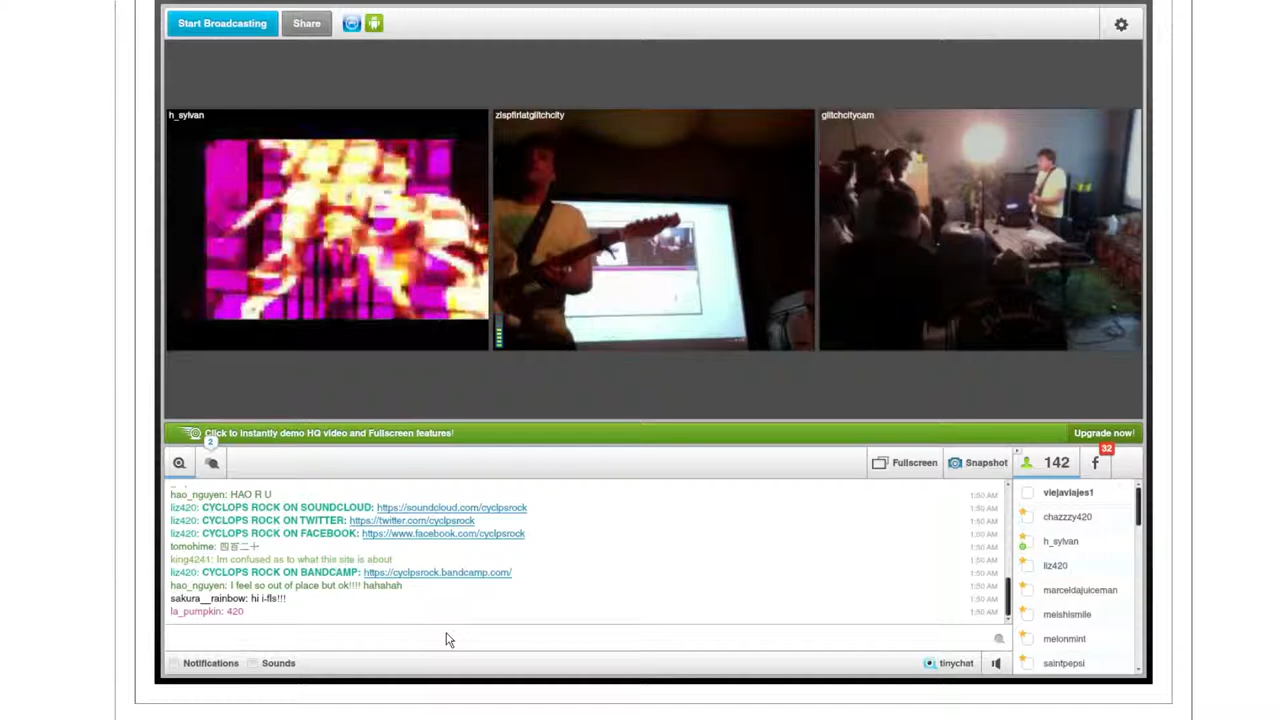 Start Broadcasting
Share
h_sylvan
zlspflrlatglitchcity
glitchcitycam
Click to instantly demo HQ video and Fullscreen features!
Upgrade now!
2
Fullscreen
Snapshot
142
32
hao_nguyen: HAO R U 1:50 AM
liz420: CYCLOPS ROCK ON SOUNDCLOUD: https://soundcloud.com/cyclpsrock 1:50 AM
liz420: CYCLOPS ROCK ON TWITTER: https://twitter.com/cyclpsrock 1:50 AM
liz420: CYCLOPS ROCK ON FACEBOOK: https://www.facebook.com/cyclpsrock 1:50 AM
tomohime: 四百二十 1:50 AM
king4241: Im confused as to what this site is about 1:50 AM
liz420: CYCLOPS ROCK ON BANDCAMP: https://cyclpsrock.bandcamp.com/ 1:50 AM
hao_nguyen: I feel so out of place but ok!!!! hahahah 1:50 AM
sakura__rainbow: hi i-fls!!! 1:50 AM
la_pumpkin: 420 1:50 AM
viejaviajes1
chazzzy420
h_sylvan
liz420
marceldajuiceman
meishismile
melonmint
saintpepsi
Notifications
Sounds
tinychat